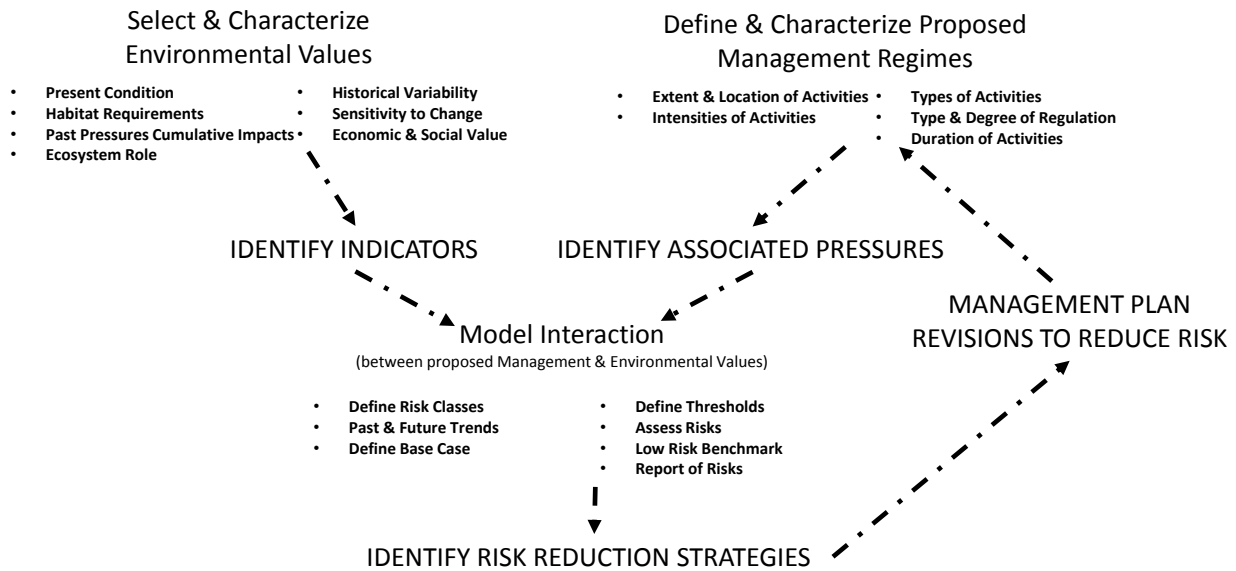 Select & Characterize
Environmental Values
• Present Condition
• Habitat Requirements
• Past Pressures Cumulative Impacts
• Ecosystem Role
• Historical Variability
• Sensitivity to Change
• Economic & Social Value
Define & Characterize Proposed
Management Regimes
• Extent & Location of Activities
• Intensities of Activities
• Types of Activities
• Type & Degree of Regulation
• Duration of Activities
IDENTIFY INDICATORS
IDENTIFY ASSOCIATED PRESSURES
MANAGEMENT PLAN
REVISIONS TO REDUCE RISK
Model Interaction
(between proposed Management & Environmental Values)
• Define Risk Classes
• Past & Future Trends
• Define Base Case
• Define Thresholds
• Assess Risks
• Low Risk Benchmark
• Report of Risks
IDENTIFY RISK REDUCTION STRATEGIES